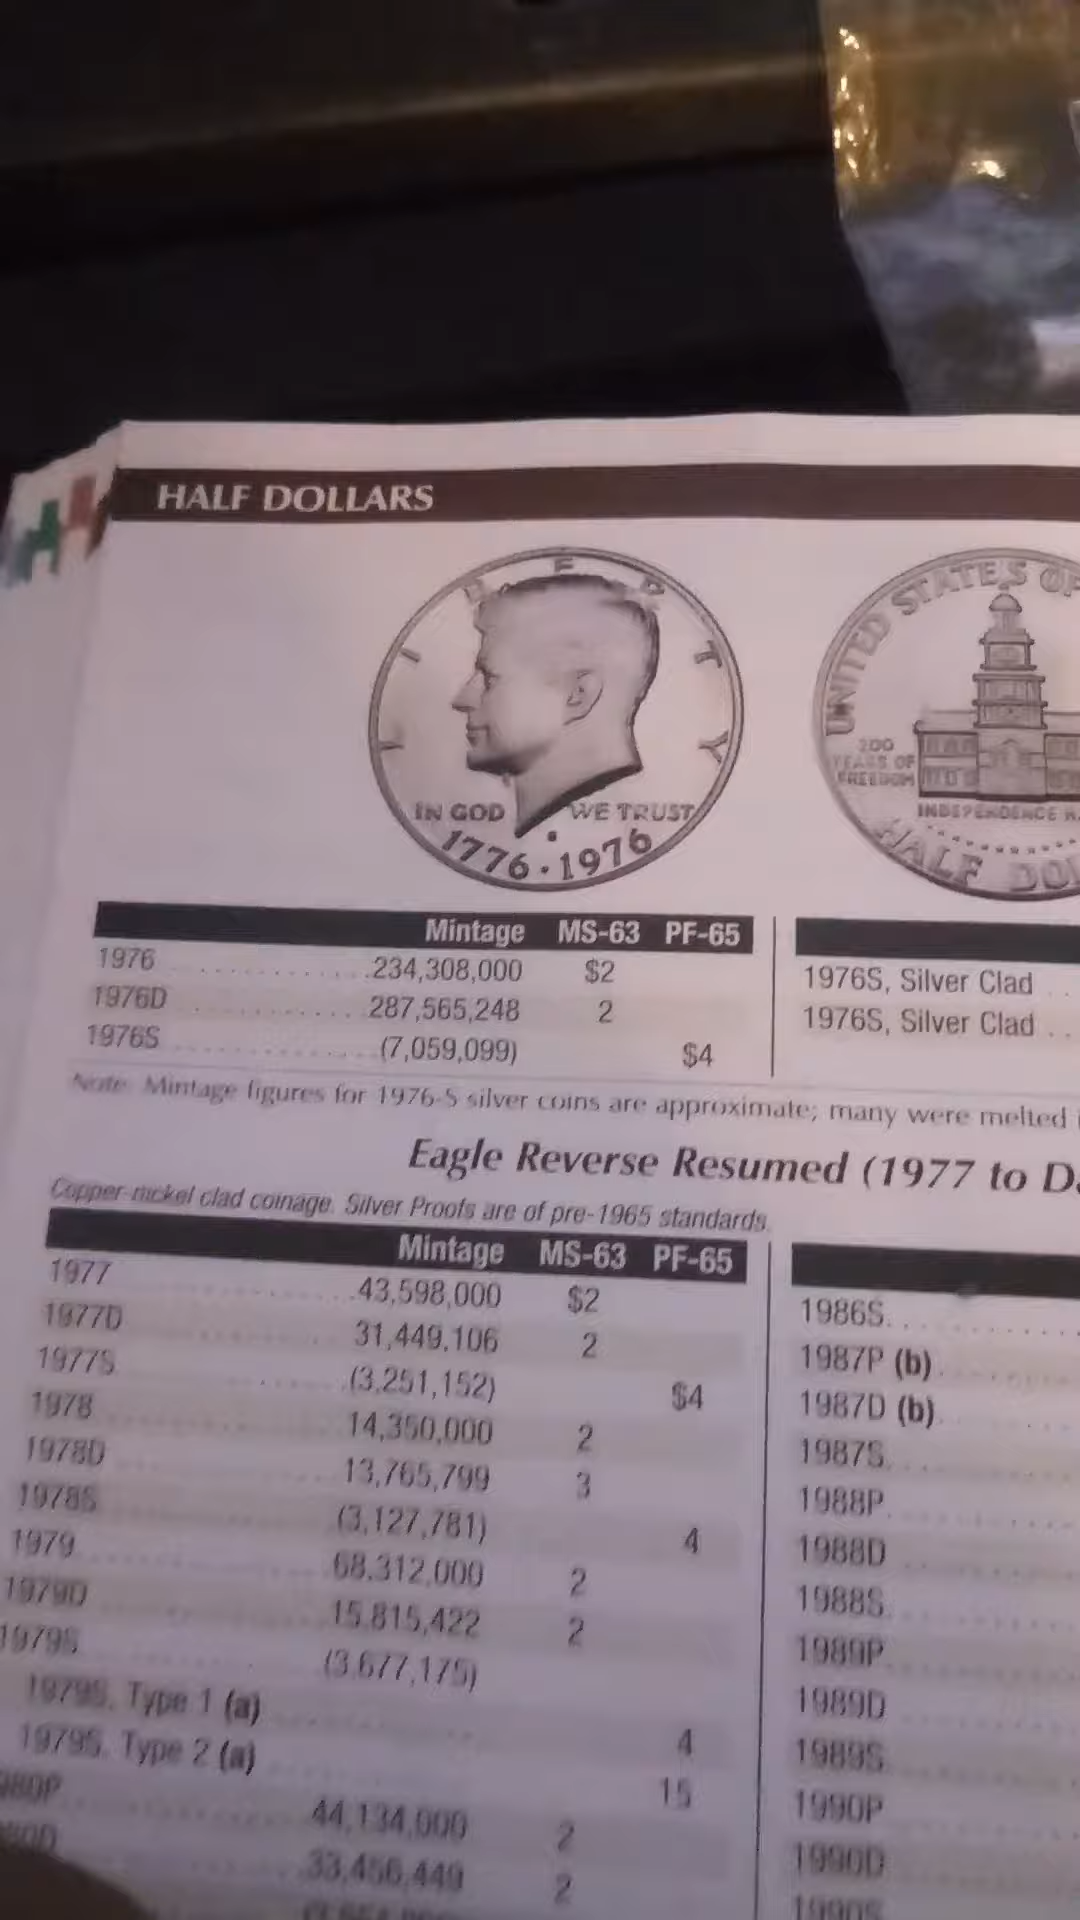 HALF DOLLARS
LIBERTY
IN GOD WE TRUST
1776 · 1976
UNITED STATES OF
200
YEARS OF
FREEDOM
INDEPENDENCE
HALF
Mintage MS-63 PF-65
1976 234,308,000 $2
1976D 287,565,248 2
1976S (7,059,099) $4
1976S, Silver Clad
1976S, Silver Clad
Note: Mintage figures for 1976-S silver coins are approximate; many were melted
Eagle Reverse Resumed (1977 to
Copper-nickel clad coinage. Silver Proofs are of pre-1965 standards.
Mintage MS-63 PF-65
1977 43,598,000 $2
1977D 31,449,106 2
1977S (3,251,152) $4
1978 14,350,000 2
1978D 13,765,799 3
1978S (3,127,781) 4
1979 68,312,000 2
1979D 15,815,422 2
1979S (3,677,175)
1979S, Type 1 (a) 4
1979S, Type 2 (a) 15
980P 44,134,000 2
33,456,449 2
1986S
1987P (b)
1987D (b)
1987S
1988P
1988D
1988S
1989P
1989D
1989S
1990P
1990D
1990S